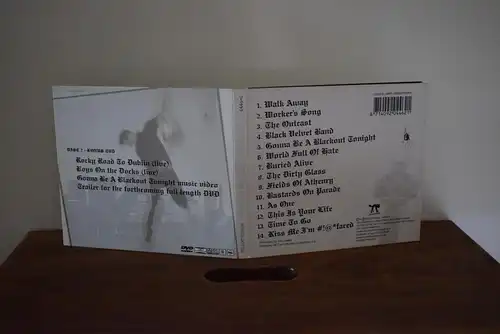 Rocky Road To Dublin (live)
Boys On the Docks (live)
Gonna Be A Blackout Tonight music video
Trailer for the forthcoming full length DVD
DVD
1. Walk Away
2. Worker's Song
3. The Outcast
4. Black Velvet Band
5. Gonna Be A Blackout Tonight
6. World Full Of Hate
7. Buried Alive
8. The Dirty Glass
9. Fields Of Athenry
10. Bastards On Parade
11. As One
12. This Is Your Life
13. Time To Go
14. Kiss Me I'm #!@*faced